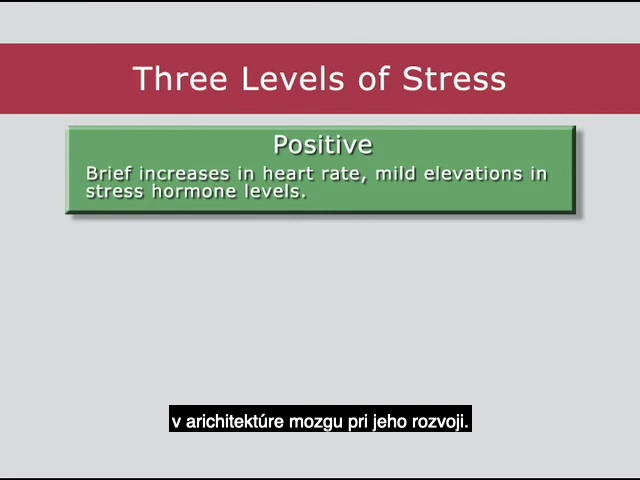 Three Levels of Stress
Positive
Brief increases in heart rate, mild elevations in
stress hormone levels.
v arichitektúre mozgu pri jeho rozvoji.